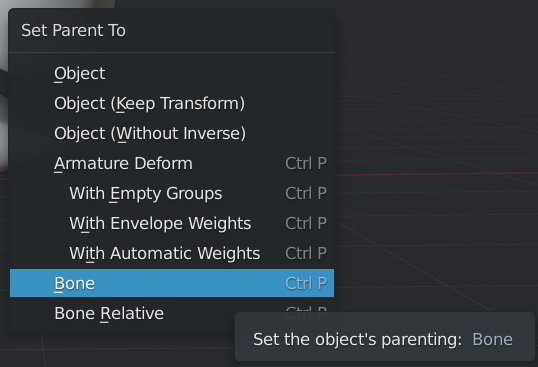 Set Parent To
Object
Object (Keep Transform)
Object (Without Inverse)
Armature Deform Ctrl P
With Empty Groups Ctrl P
With Envelope Weights Ctrl P
With Automatic Weights Ctrl P
Bone Ctrl P
Bone Relative Ctrl P
Set the object's parenting: Bone